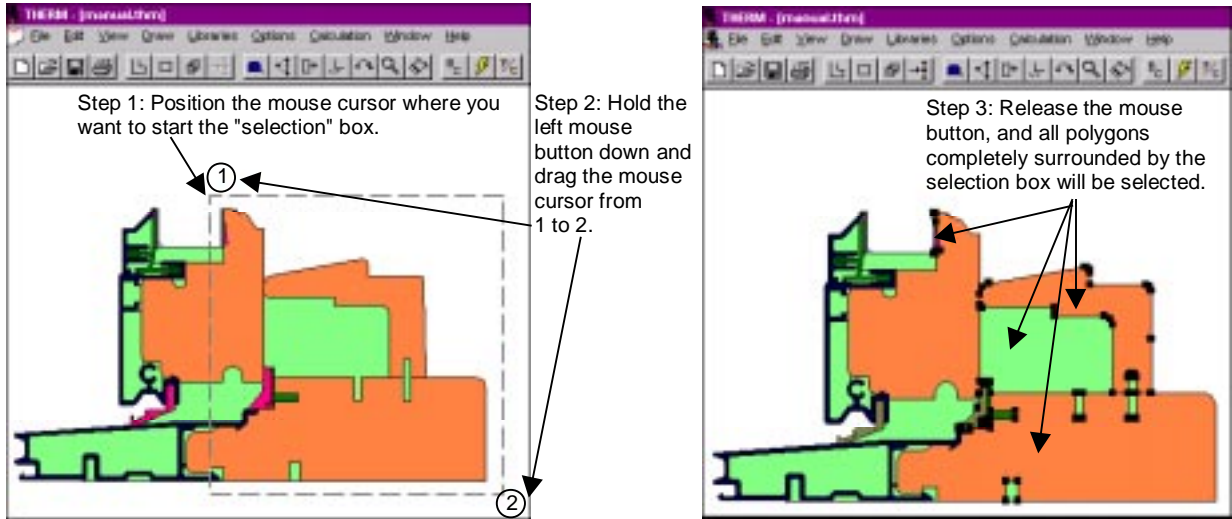 THERM - [manual.thm]
File Edit View Draw Libraries Options Calculation Window Help
Step 1: Position the mouse cursor where you
want to start the "selection" box.
1
Step 2: Hold the
left mouse
button down and
drag the mouse
cursor from
1 to 2.
2
THERM - [manual.thm]
File Edit View Draw Libraries Options Calculation Window Help
Step 3: Release the mouse
button, and all polygons
completely surrounded by the
selection box will be selected.